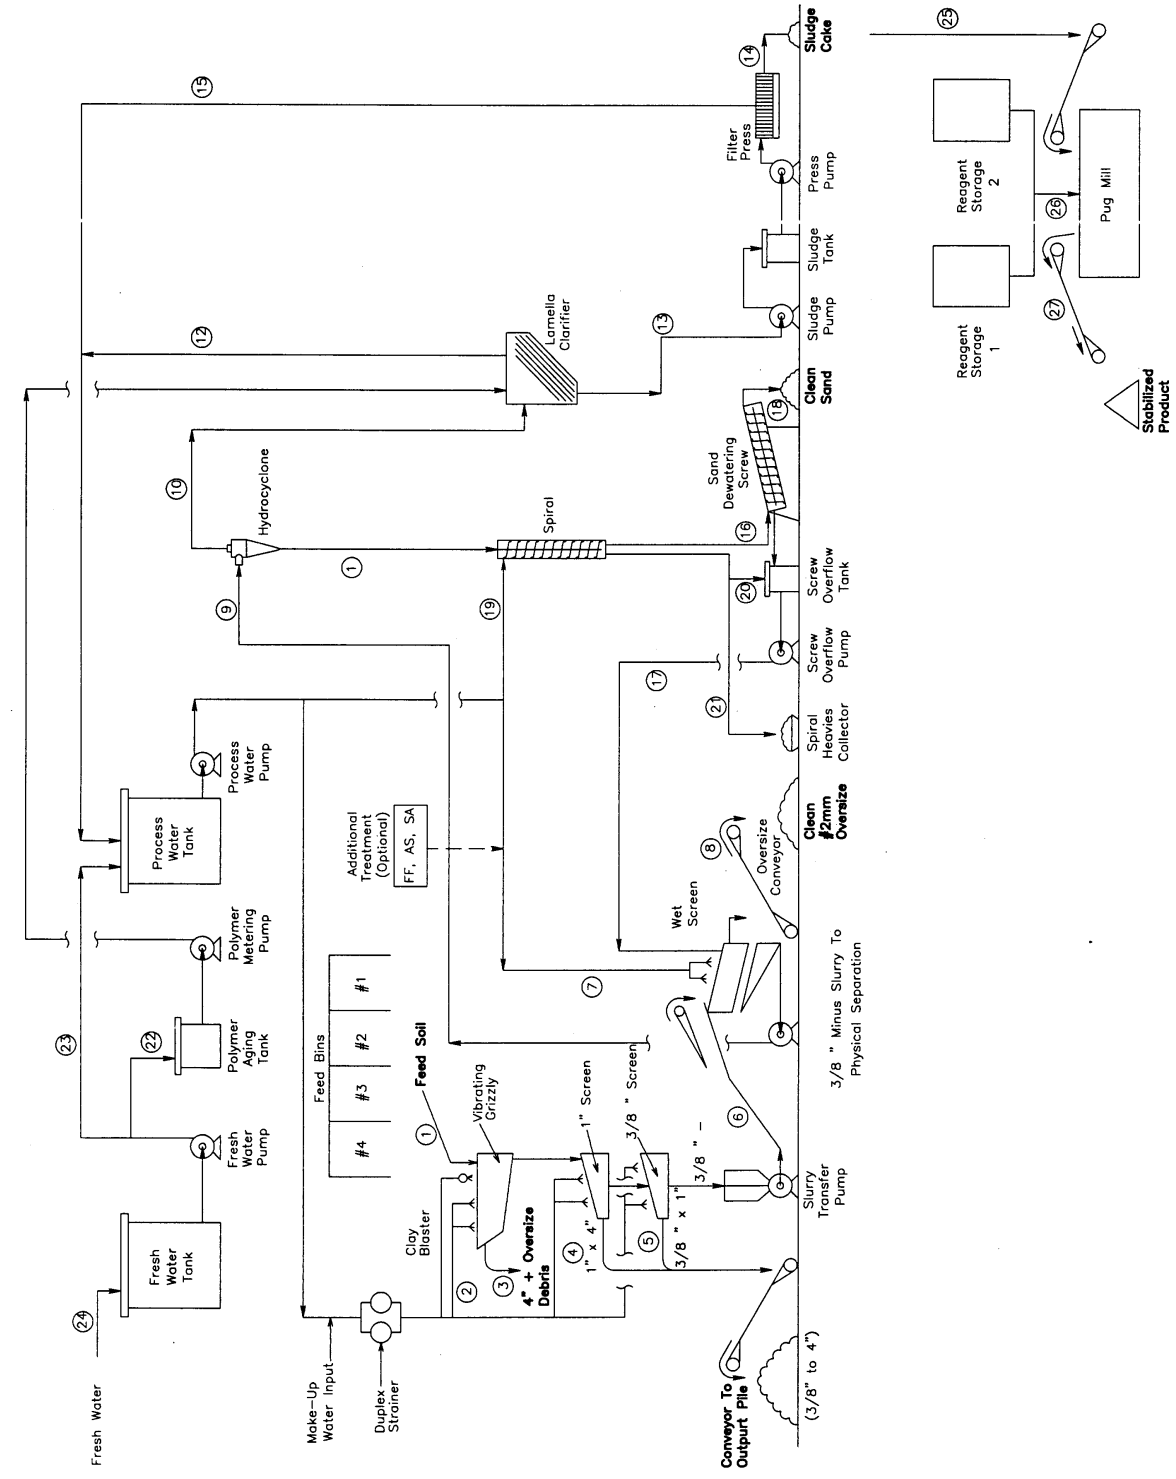 Fresh Water
24
Fresh
Water
Tank
Fresh
Water
Pump
23
22
Polymer
Aging
Tank
Polymer
Metering
Pump
Process
Water
Tank
Process
Water
Pump
15
12
10
Hydrocyclone
9
1
Make-Up
Water Input
Duplex
Strainer
Feed Bins
#4
#3
#2
#1
Additional
Treatment
(Optional)
FF, AS, SA
19
Spiral
Lamella
Clarifier
13
Clay
Blaster
2
1
Feed Soil
Vibrating
Grizzly
3
4" + Oversize
Debris
4
1" x 4"
1" Screen
5
3/8" x 1"
3/8 " Screen
3/8 " -
7
17
Wet
Screen
6
8
Oversize
Conveyor
21
20
16
Sand
Dewatering
Screw
18
Filter
Press
14
Conveyor To
Outpurt Pile
(3/8" to 4")
Slurry
Transfer
Pump
3/8 " Minus Slurry To
Physical Separation
Clean
#2mm
Oversize
Spiral
Heavies
Collector
Screw
Overflow
Pump
Screw
Overflow
Tank
Clean
Sand
Sludge Pump
Sludge
Tank
Press
Pump
Sludge
Cake
25
Reagent
Storage
1
Reagent
Storage
2
27
26
Pug Mill
Stabilized
Product